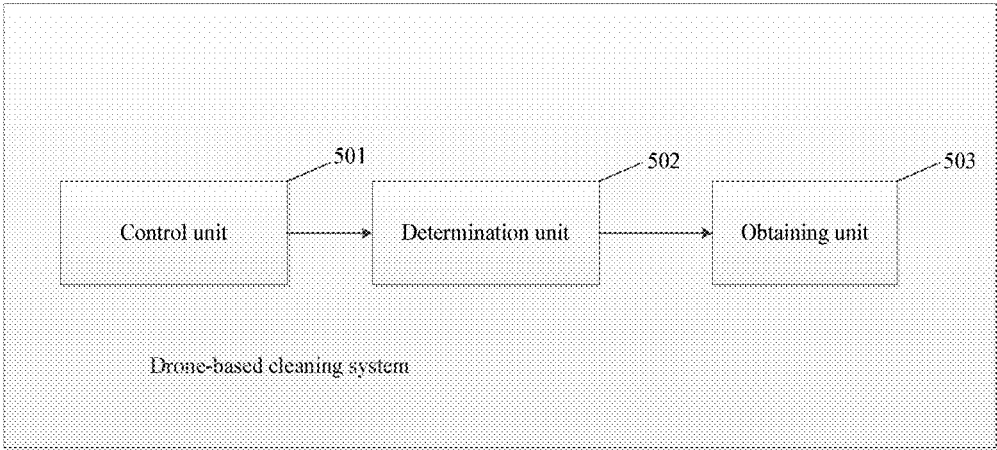 501
502
503
Control unit
Determination unit
Obtaining unit
Drone-based cleaning system